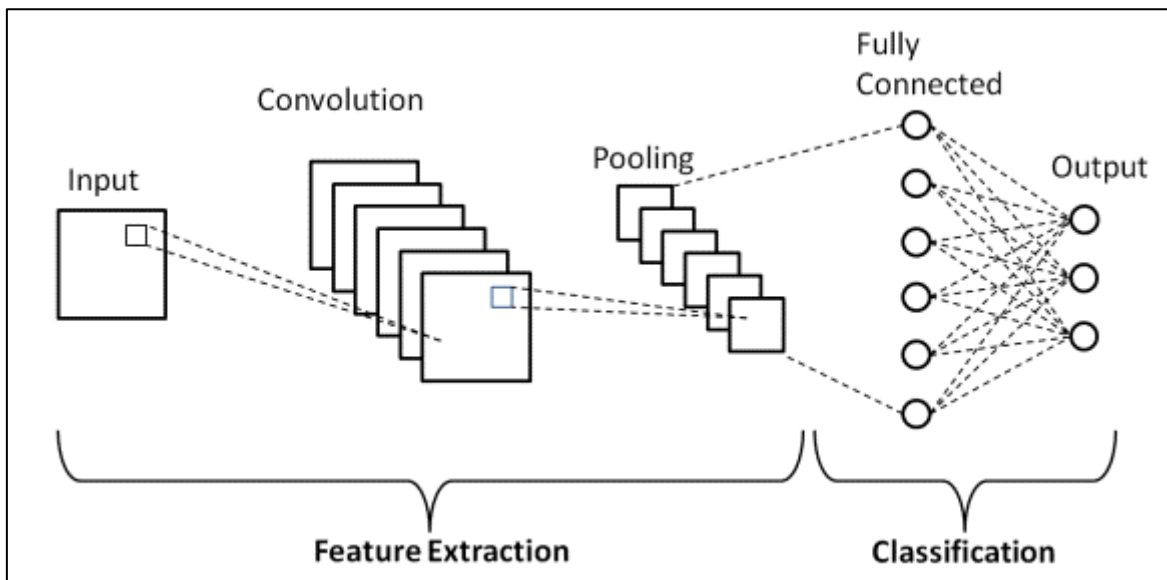 Fully
Connected
Convolution
Pooling
Input
Output
Feature Extraction
Classification